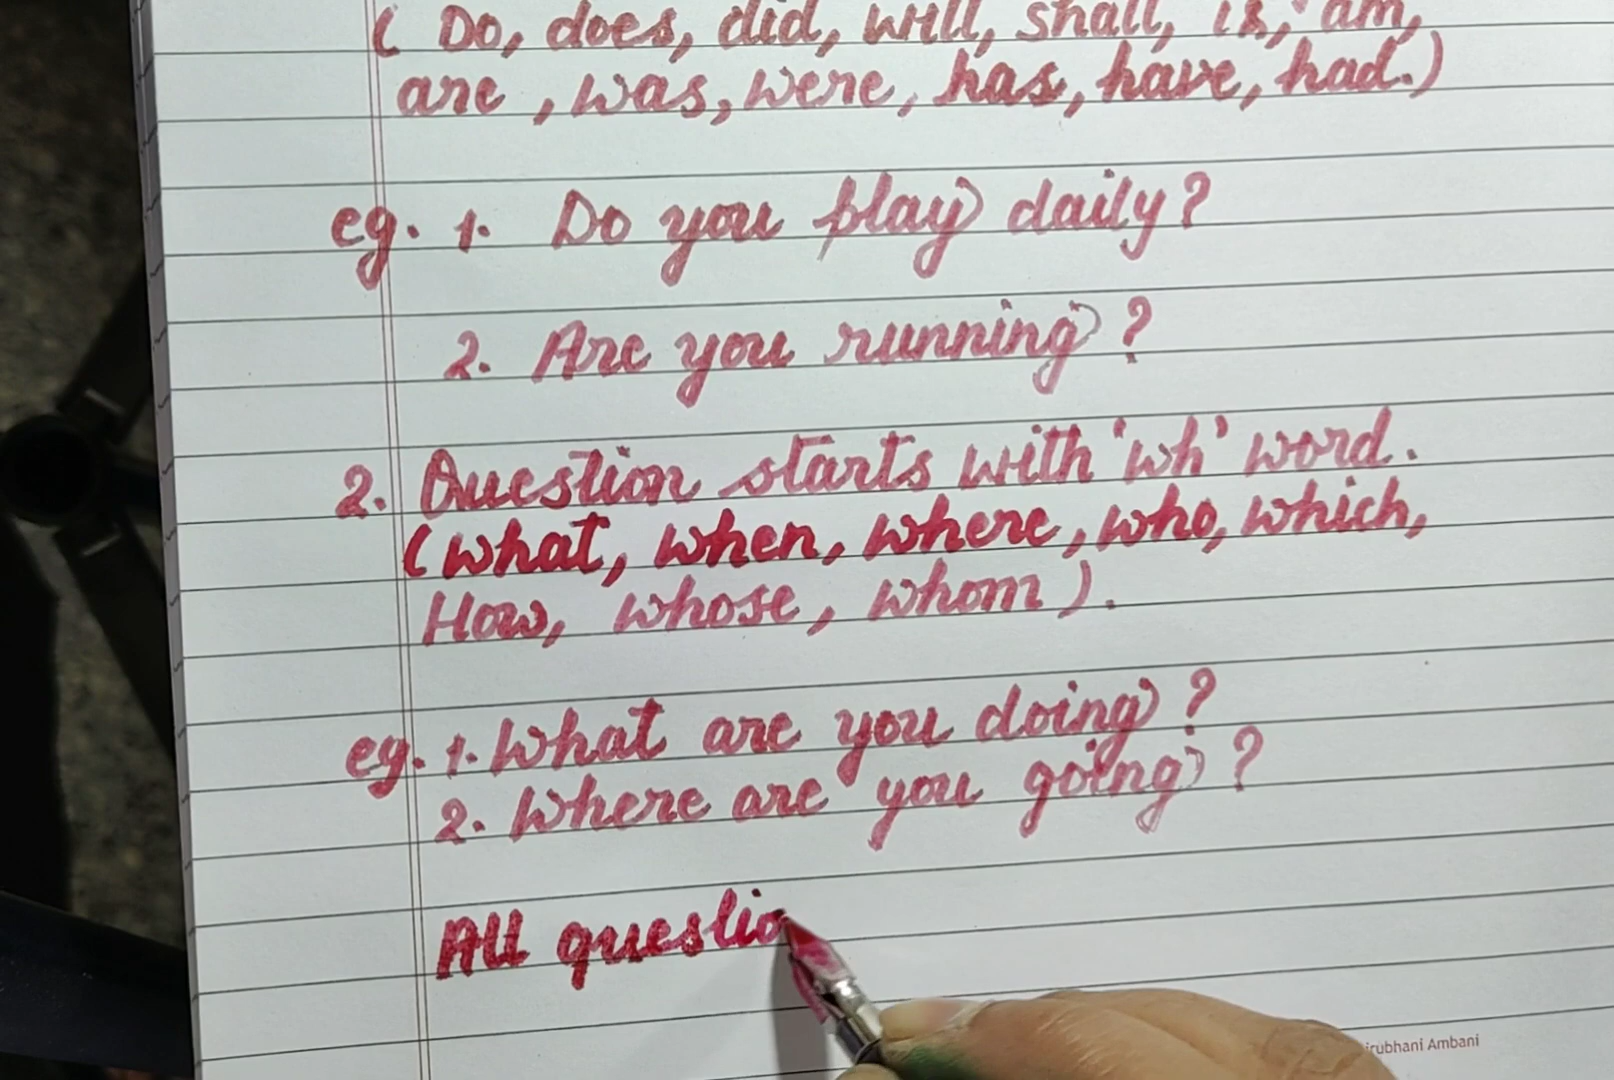 ( Do, does, did, will, shall, is, am,
are, was, were, has, have, had.)
eg. 1. Do you play daily?
2. Are you running?
2. Question starts with 'wh' word.
(what, when, where, who, which,
How, whose, whom).
eg. 1. What are you doing?
2. Where are you going?
All questio
irubhani Ambani